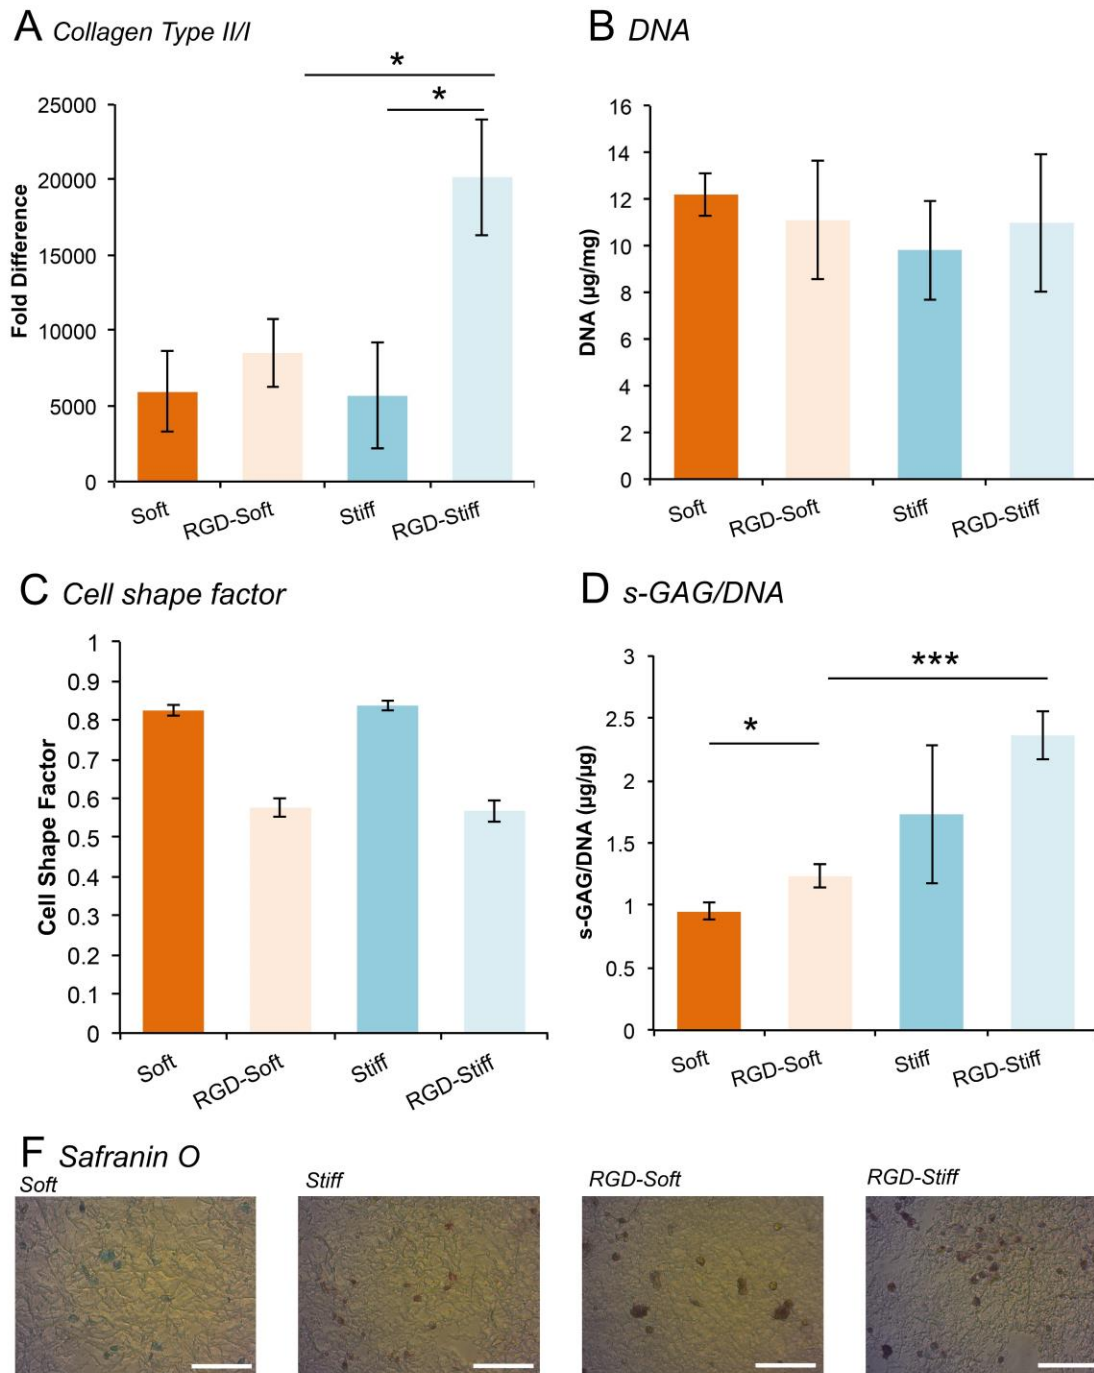 A Collagen Type II/I
*
*
Fold Difference
25000
20000
15000
10000
5000
0
Soft
RGD-Soft
Stiff
RGD-Stiff
B DNA
DNA (µg/mg)
16
14
12
10
8
6
4
2
0
Soft
RGD-Soft
Stiff
RGD-Stiff
C Cell shape factor
Cell Shape Factor
1
0.9
0.8
0.7
0.6
0.5
0.4
0.3
0.2
0.1
0
Soft
RGD-Soft
Stiff
RGD-Stiff
D s-GAG/DNA
***
*
s-GAG/DNA (µg/µg)
3
2.5
2
1.5
1
0.5
0
Soft
RGD-Soft
Stiff
RGD-Stiff
F Safranin O
Soft
Stiff
RGD-Soft
RGD-Stiff